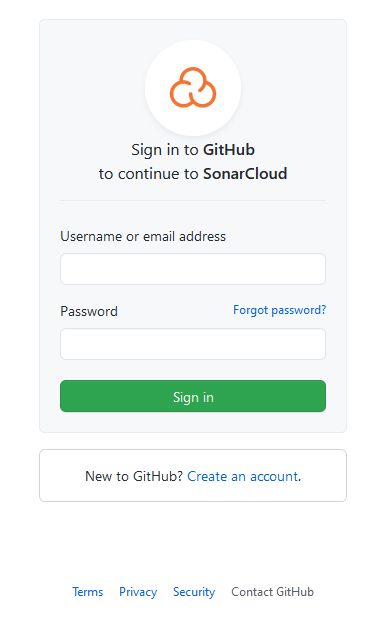 Sign in to GitHub
to continue to SonarCloud
Username or email address
Password Forgot password?
Sign in
New to GitHub? Create an account.
Terms Privacy Security Contact GitHub